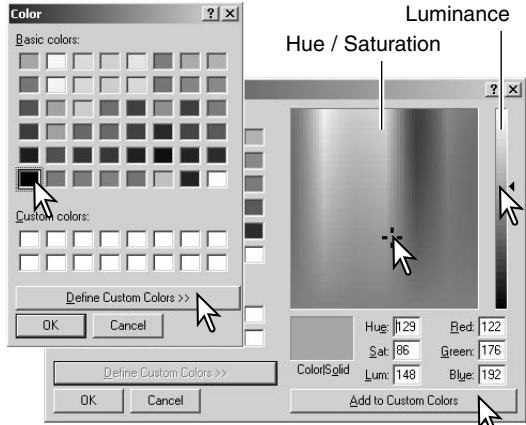 Luminance
Hue / Saturation
Color
Basic colors:
Custom colors:
Define Custom Colors >>
OK Cancel
Hue: 129 Red: 122
Sat: 86 Green: 176
Lum: 148 Blue: 192
Color|Solid
Define Custom Colors >>
OK Cancel
Add to Custom Colors